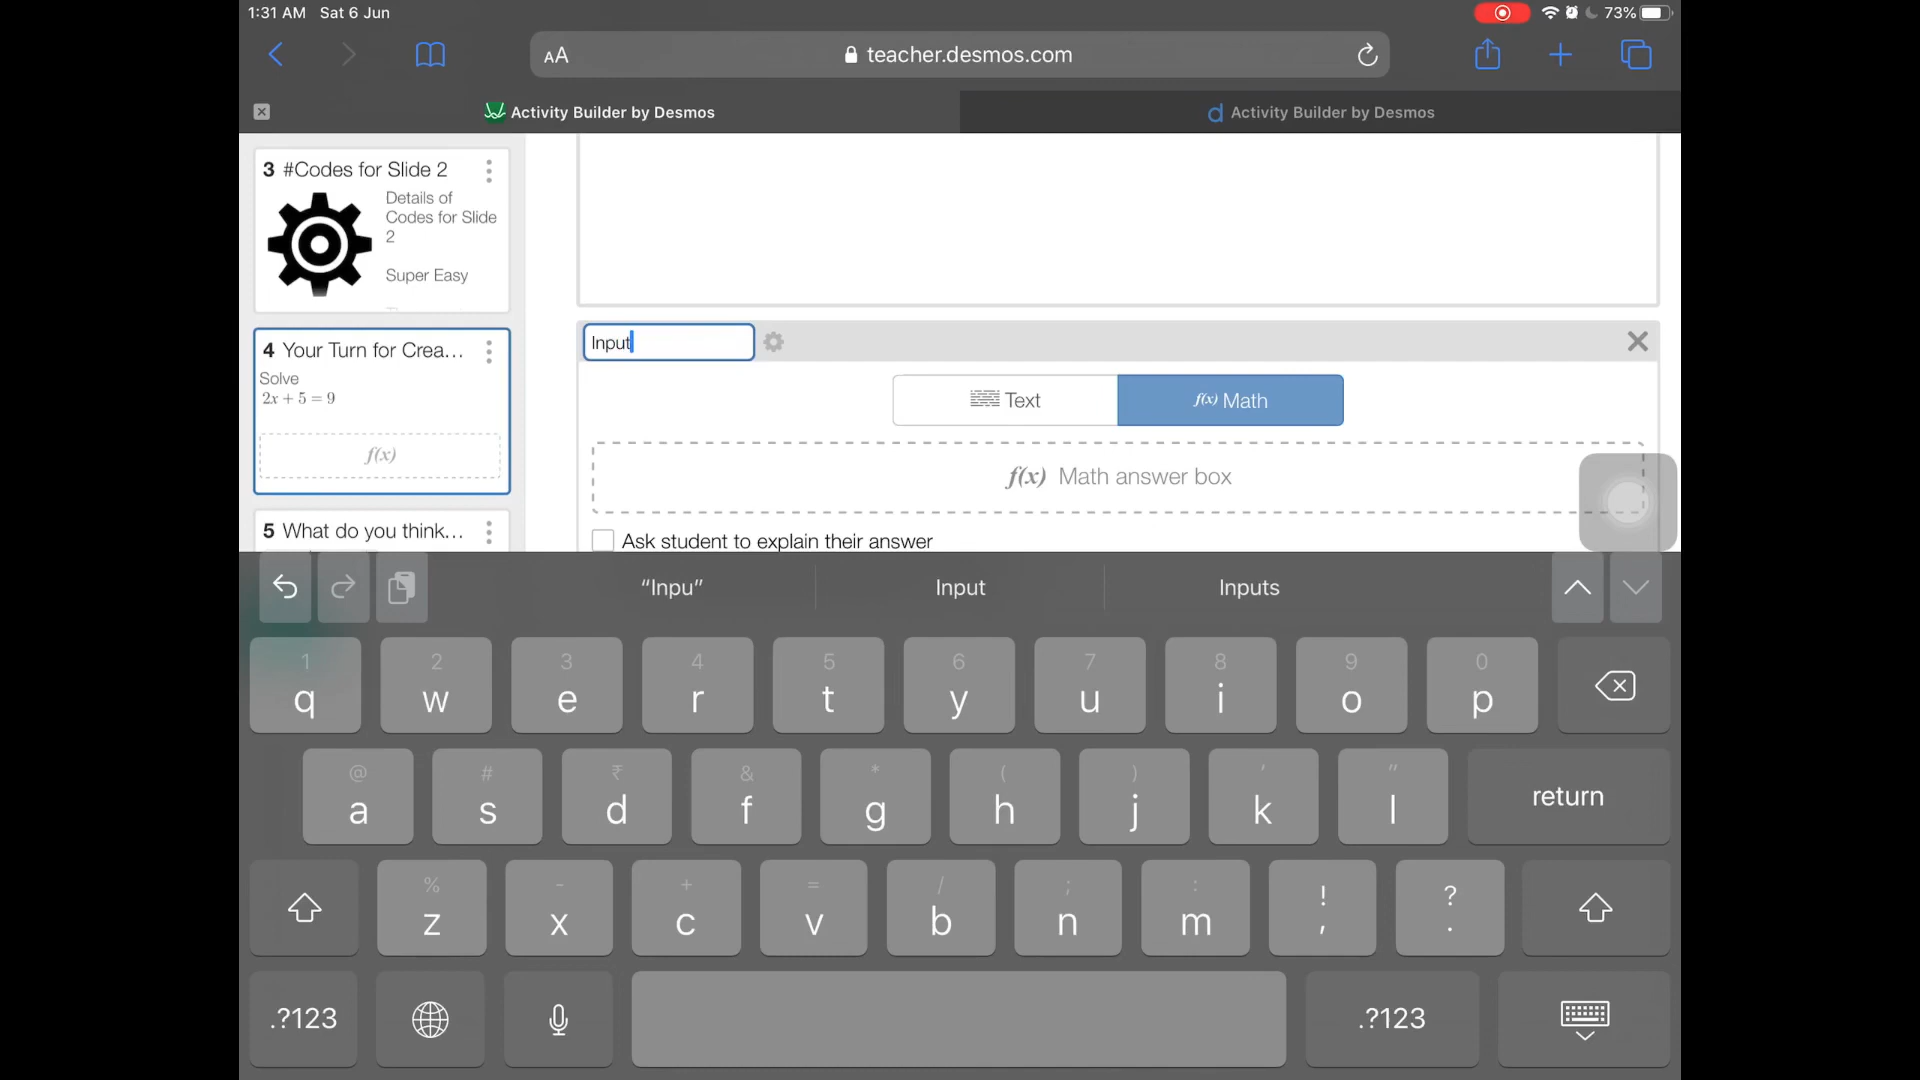 1:31 AM Sat 6 Jun
73%
AA
teacher.desmos.com
Activity Builder by Desmos
Activity Builder by Desmos
3 #Codes for Slide 2
Details of
Codes for Slide
2
Super Easy
4 Your Turn for Crea...
Solve
2x + 5 = 9
f(x)
5 What do you think...
Input
Text
f(x) Math
f(x) Math answer box
Ask student to explain their answer
“Inpu”
Input
Inputs
1 2 3 4 5 6 7 8 9 0
q w e r t y u i o p
@ # ₹ & * ( ) ' "
a s d f g h j k l return
% - + = / ; : ! ?
z x c v b n m , .
.?123
.?123